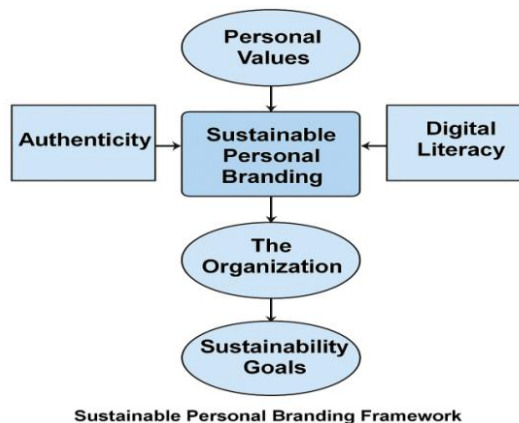 Personal
Values
Authenticity
Sustainable
Personal
Branding
Digital
Literacy
The
Organization
Sustainability
Goals
Sustainable Personal Branding Framework